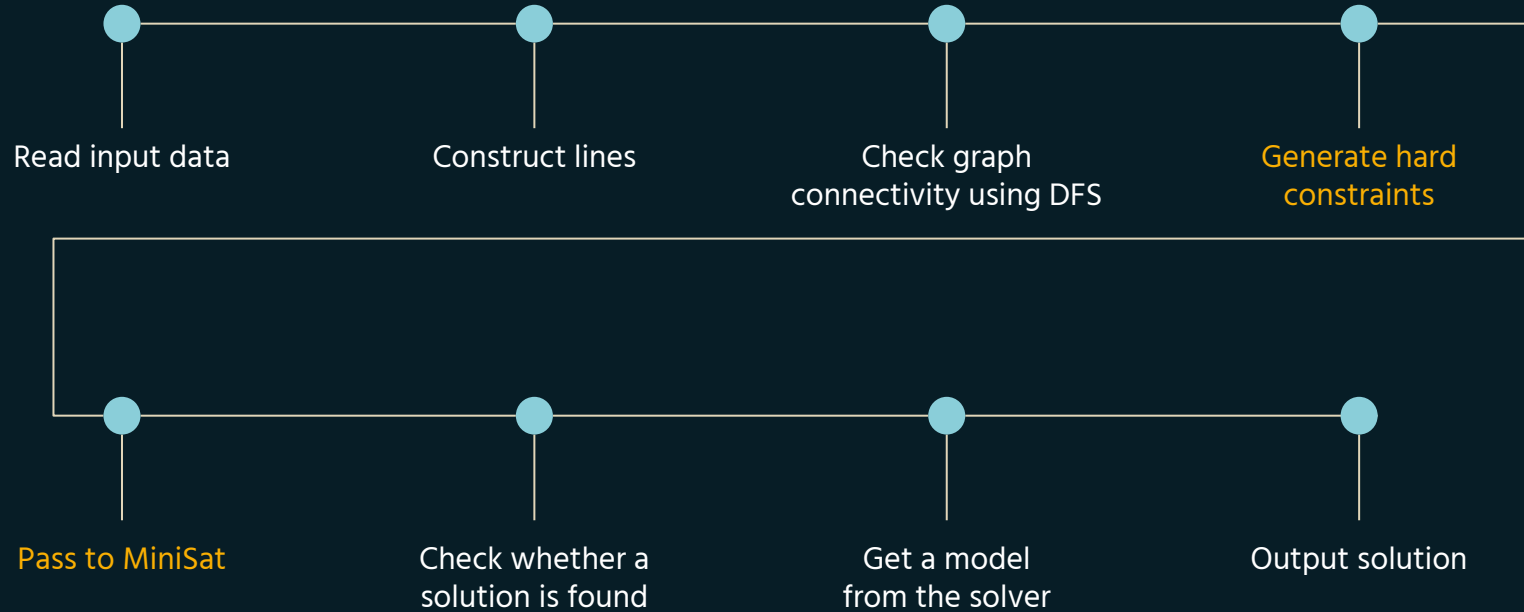 Read input data
Construct lines
Check graph
connectivity using DFS
Generate hard
constraints
Pass to MiniSat
Check whether a
solution is found
Get a model
from the solver
Output solution